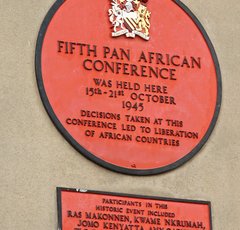 FIFTH PAN AFRICAN
CONFERENCE
WAS HELD HERE
15th-21st OCTOBER
1945
DECISIONS TAKEN AT THIS
CONFERENCE LED TO LIBERATION
OF AFRICAN COUNTRIES
PARTICIPANTS IN THIS
HISTORIC EVENT INCLUDED
RAS MAKONNEN, KWAME NKRUMAH,
JOMO KENYATTA